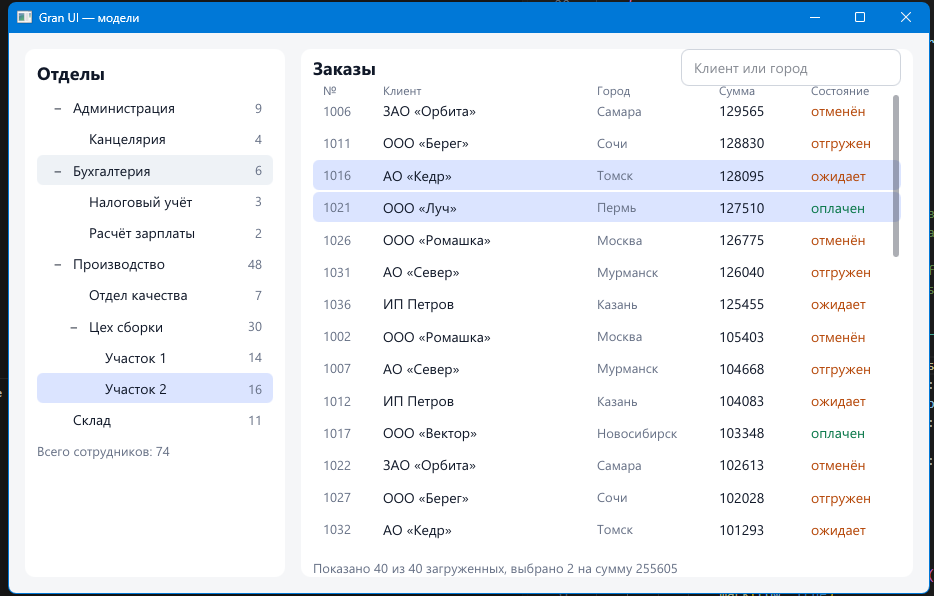 Gran UI — модели
Отделы
– Администрация 9
Канцелярия 4
– Бухгалтерия 6
Налоговый учёт 3
Расчёт зарплаты 2
– Производство 48
Отдел качества 7
– Цех сборки 30
Участок 1 14
Участок 2 16
Склад 11
Всего сотрудников: 74
Заказы
Клиент или город
№ Клиент Город Сумма Состояние
1006 ЗАО «Орбита» Самара 129565 отменён
1011 ООО «Берег» Сочи 128830 отгружен
1016 АО «Кедр» Томск 128095 ожидает
1021 ООО «Луч» Пермь 127510 оплачен
1026 ООО «Ромашка» Москва 126775 отменён
1031 АО «Север» Мурманск 126040 отгружен
1036 ИП Петров Казань 125455 ожидает
1002 ООО «Ромашка» Москва 105403 отменён
1007 АО «Север» Мурманск 104668 отгружен
1012 ИП Петров Казань 104083 ожидает
1017 ООО «Вектор» Новосибирск 103348 оплачен
1022 ЗАО «Орбита» Самара 102613 отменён
1027 ООО «Берег» Сочи 102028 отгружен
1032 АО «Кедр» Томск 101293 ожидает
Показано 40 из 40 загруженных, выбрано 2 на сумму 255605